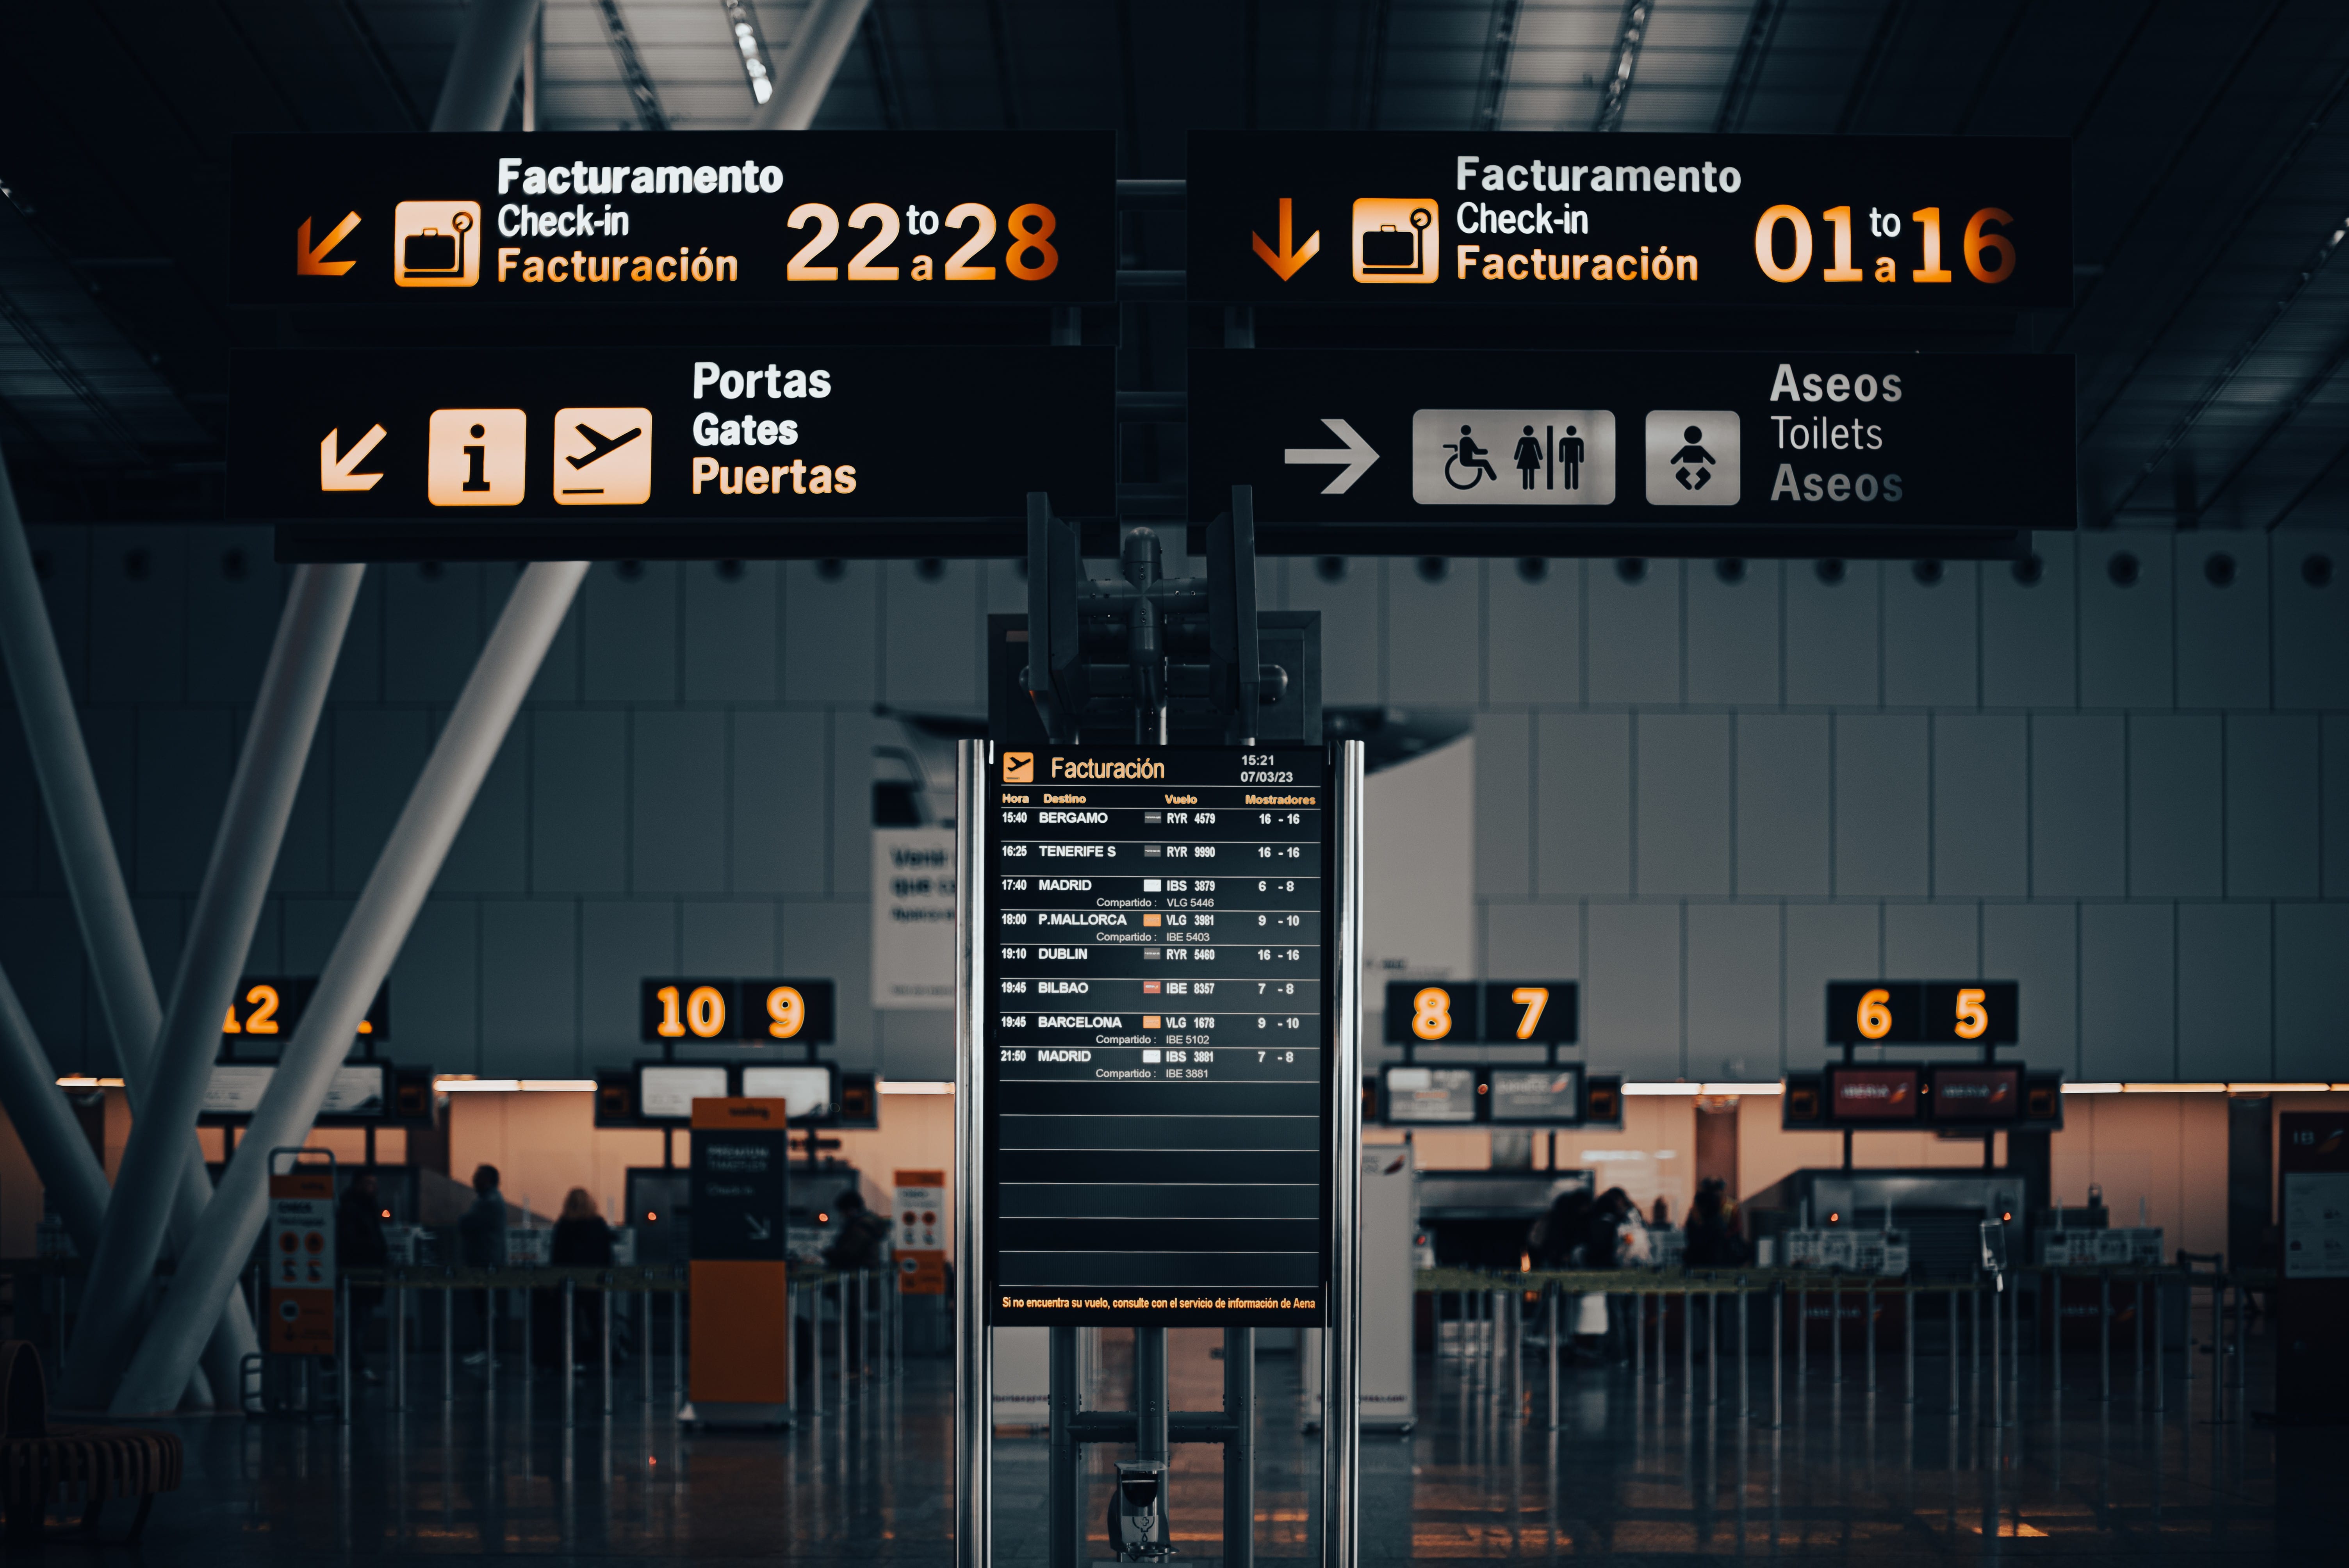 Facturamento
Check-in
Facturación
22 to a 28
Facturamento
Check-in
Facturación
01 to a 16
Portas
Gates
Puertas
Aseos
Toilets
Aseos
Facturación
15:21
07/03/23
Hora Destino Vuelo Mostradores
15:40 BERGAMO RYR 4579 16 - 16
16:25 TENERIFE S RYR 9990 16 - 16
17:40 MADRID IBS 3879 6 - 8
Compartido : VLG 5446
18:00 P.MALLORCA VLG 3981 9 - 10
Compartido : IBE 5403
19:10 DUBLIN RYR 5460 16 - 16
19:45 BILBAO IBE 8357 7 - 8
19:45 BARCELONA VLG 1678 9 - 10
Compartido : IBE 5102
21:50 MADRID IBS 3881 7 - 8
Compartido : IBE 3881
Si no encuentra su vuelo, consulte con el servicio de información de Aena
12
10 9
8 7
6 5
IBERIA IBERIA